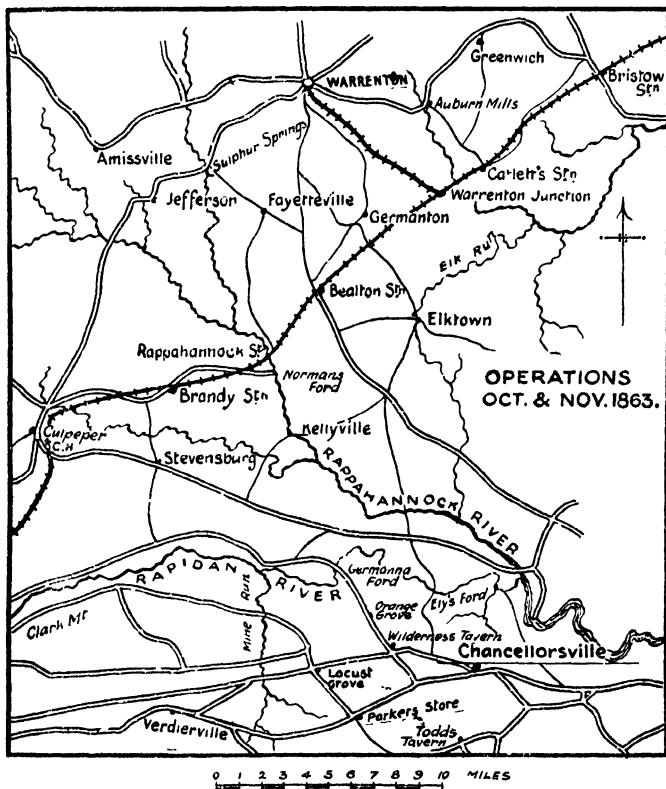 Greenwich
WARRENTON
Bristow
Stn
Auburn Mills
Amissville
Sulphur Springs
Catlett's Stn
Warrenton Junction
Jefferson
Fayetteville
Germanton
Elk Run
Bealton Stn
Elktown
Rappahannock St.
Normans
Ford
OPERATIONS
OCT. & NOV. 1863.
Brandy Stn
Culpeper
C.H
Kellyville
Stevensburg
RAPPAHANNOCK RIVER
RAPIDAN RIVER
Germanna
Ford
Ely's Ford
Orange
Grove
Clark Mt
Mine Run
Wilderness Tavern
Chancellorsville
Locust
Grove
Parkers Store
Verdierville
Todds
Tavern
0 1 2 3 4 6 7 8 9 10 MILES